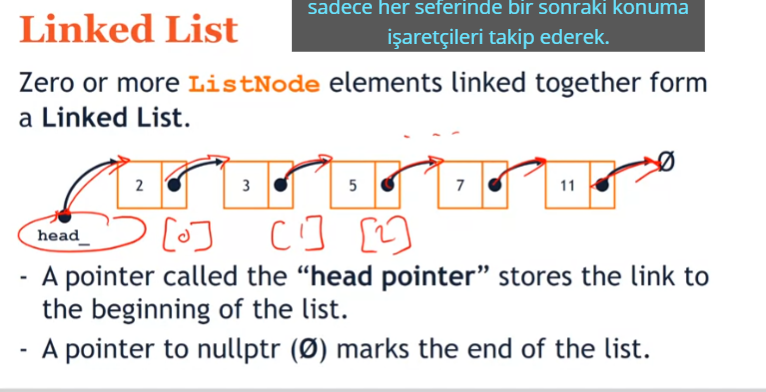 sadece her seferinde bir sonraki konuma
işaretçileri takip ederek.
Linked List
Zero or more ListNode elements linked together form
a Linked List.
2 3 5 7 11 Ø
head_
[0] [1] [2]
- A pointer called the “head pointer” stores the link to
the beginning of the list.
- A pointer to nullptr (Ø) marks the end of the list.